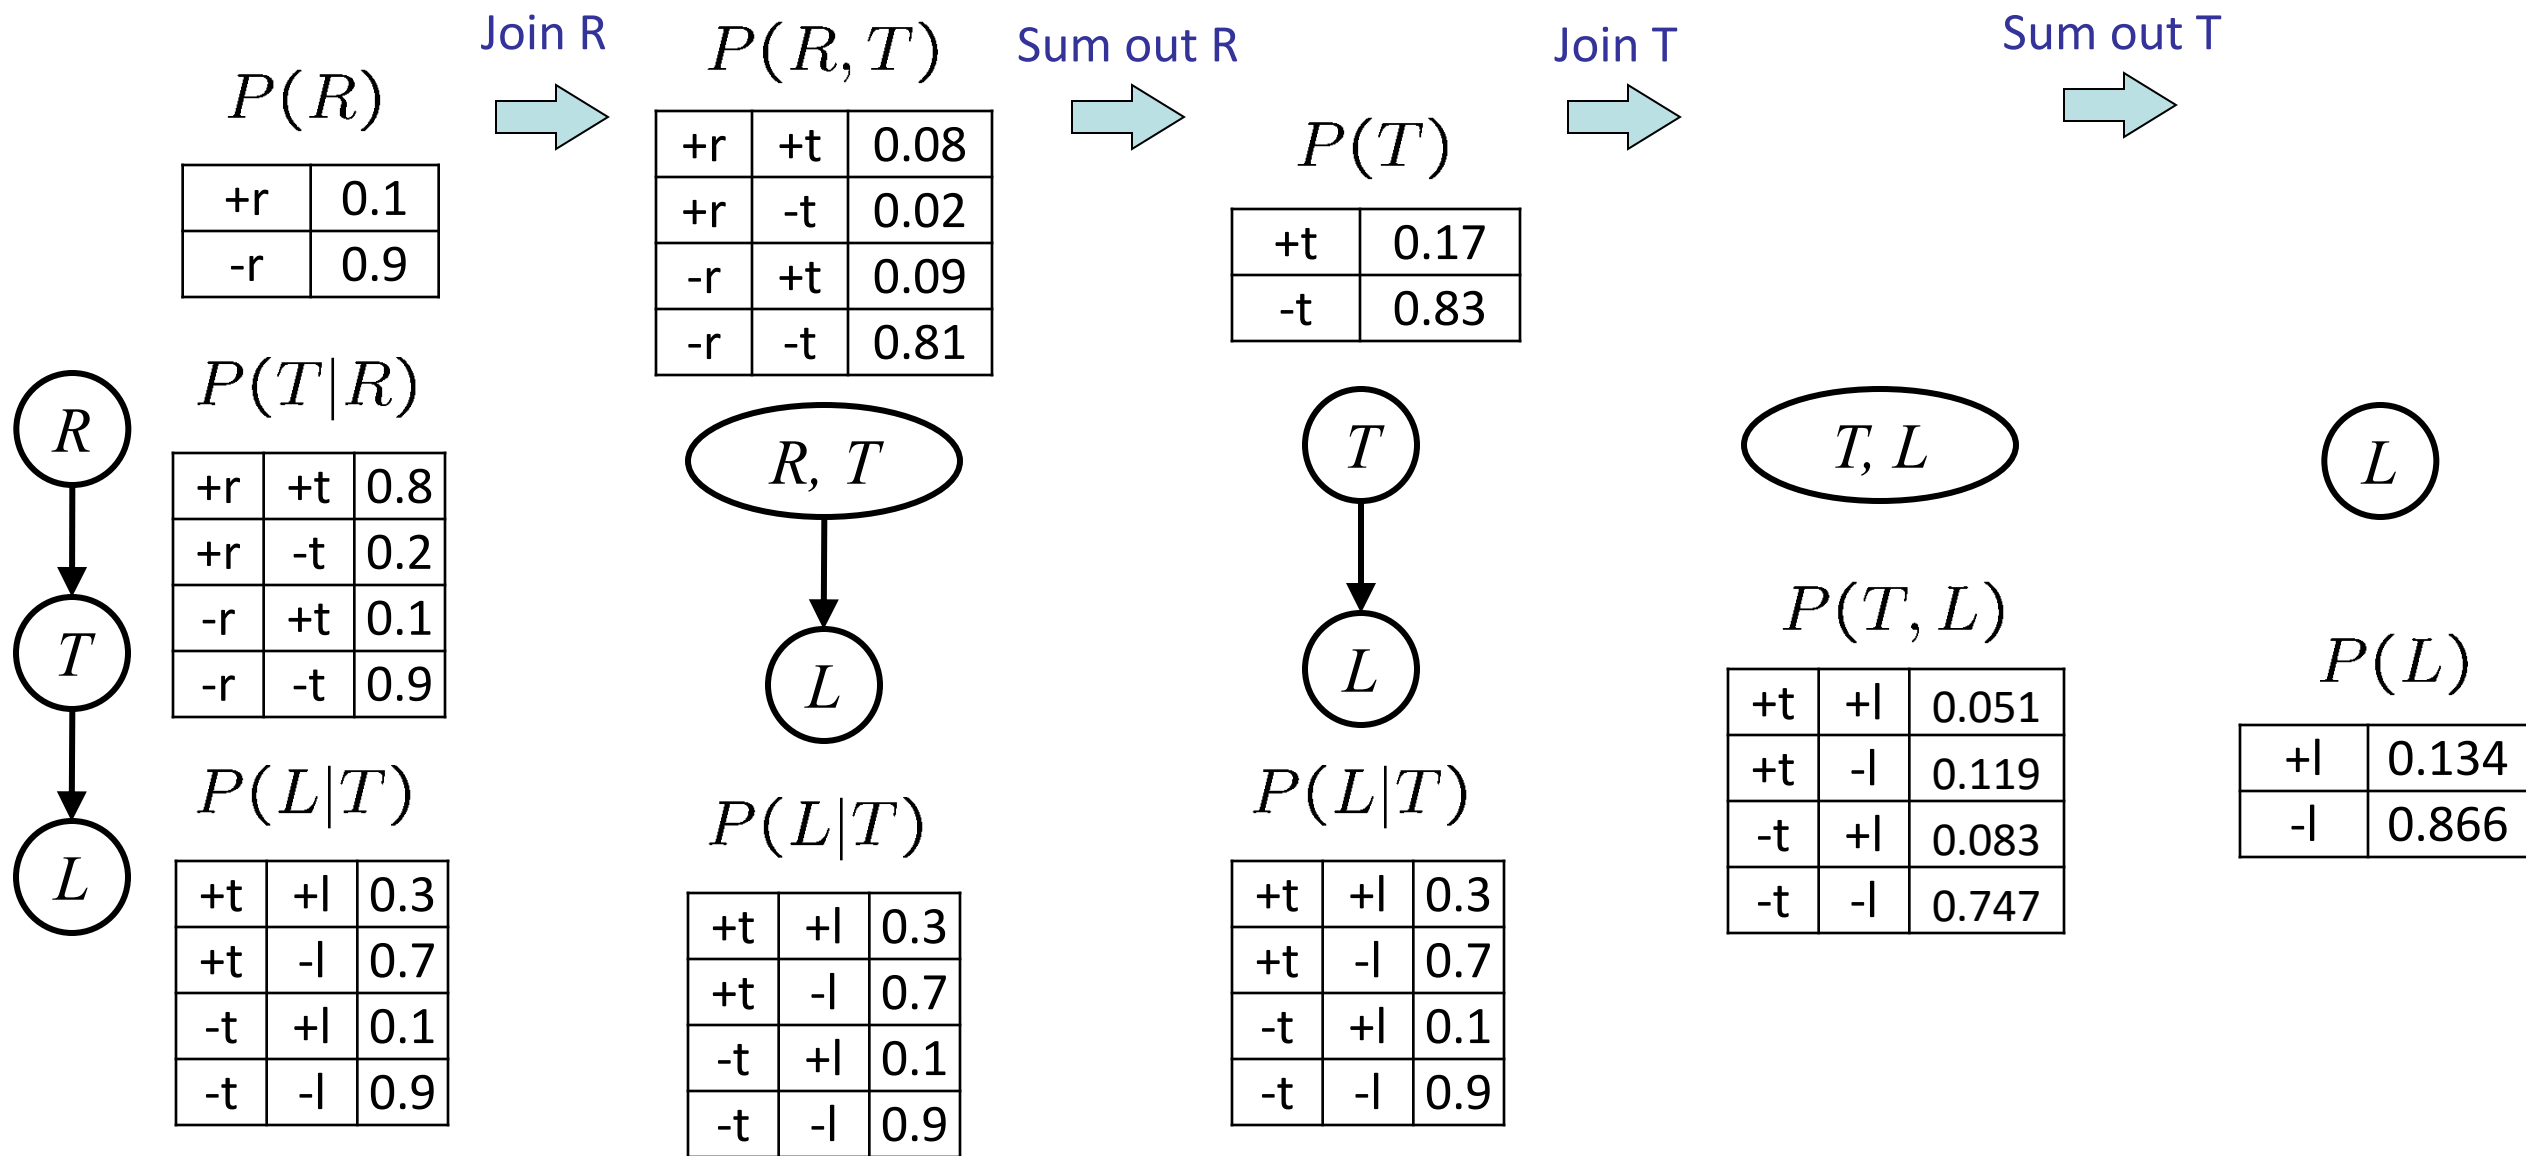 Join R
Sum out R
Join T
Sum out T
P(R)
+r 0.1
-r 0.9
P(T|R)
+r +t 0.8
+r -t 0.2
-r +t 0.1
-r -t 0.9
P(L|T)
+t +l 0.3
+t -l 0.7
-t +l 0.1
-t -l 0.9
R
T
L
P(R, T)
+r +t 0.08
+r -t 0.02
-r +t 0.09
-r -t 0.81
R, T
L
P(L|T)
+t +l 0.3
+t -l 0.7
-t +l 0.1
-t -l 0.9
P(T)
+t 0.17
-t 0.83
T
L
P(L|T)
+t +l 0.3
+t -l 0.7
-t +l 0.1
-t -l 0.9
T, L
P(T, L)
+t +l 0.051
+t -l 0.119
-t +l 0.083
-t -l 0.747
L
P(L)
+l 0.134
-l 0.866